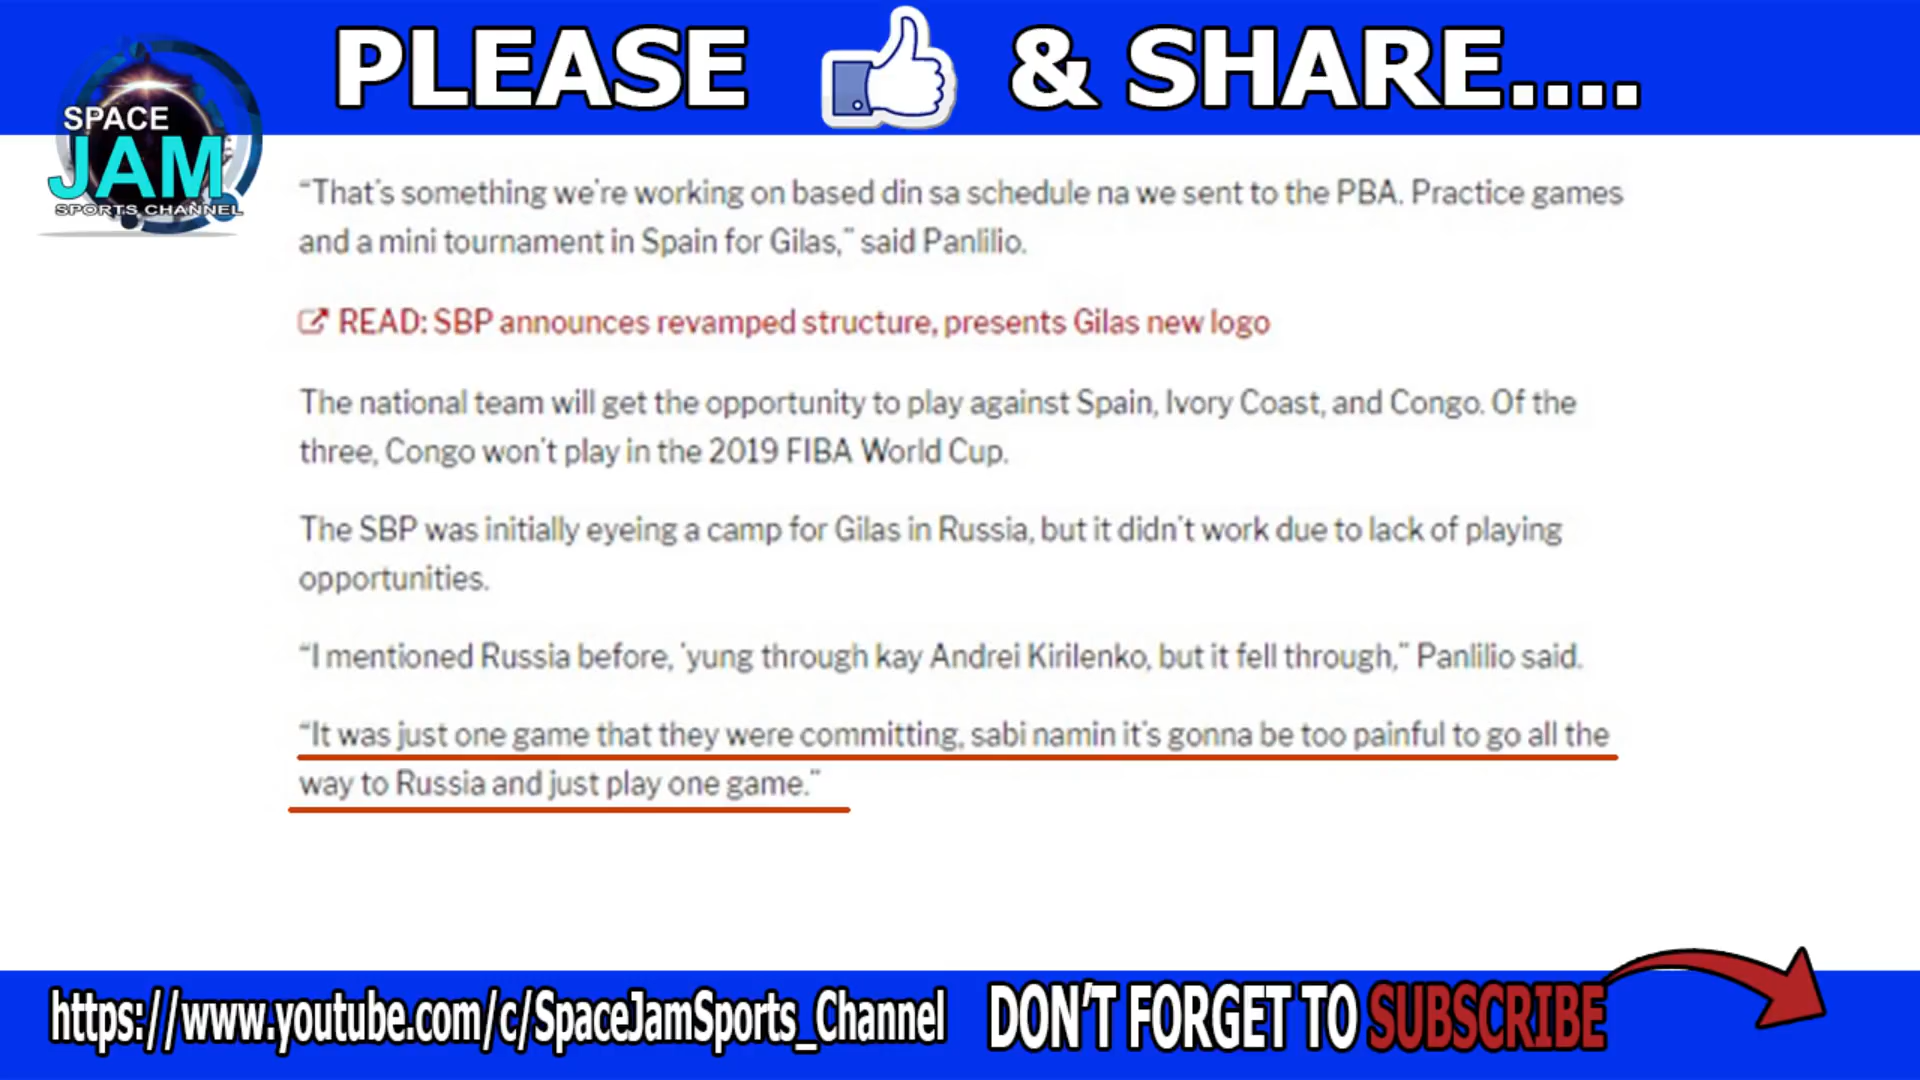 PLEASE & SHARE....
SPACE
JAM
SPORTS CHANNEL
“That's something we're working on based din sa schedule na we sent to the PBA. Practice games
and a mini tournament in Spain for Gilas,” said Panlilio.
READ: SBP announces revamped structure, presents Gilas new logo
The national team will get the opportunity to play against Spain, Ivory Coast, and Congo. Of the
three, Congo won't play in the 2019 FIBA World Cup.
The SBP was initially eyeing a camp for Gilas in Russia, but it didn't work due to lack of playing
opportunities.
“I mentioned Russia before, 'yung through kay Andrei Kirilenko, but it fell through,” Panlilio said.
“It was just one game that they were committing, sabi namin it's gonna be too painful to go all the
way to Russia and just play one game.”
https://www.youtube.com/c/SpaceJamSports_Channel DON'T FORGET TO SUBSCRIBE